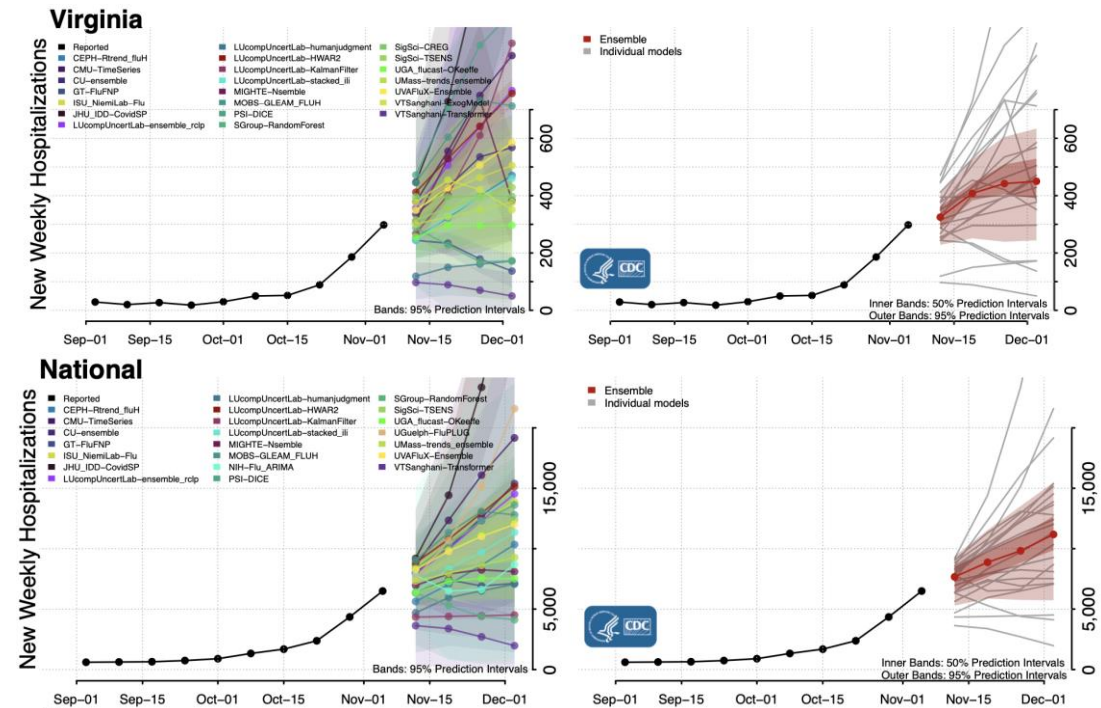 Virginia
New Weekly Hospitalizations
Reported
CEPH-Rtrend_fluH
CMU-TimeSeries
CU-ensemble
GT-FluFNP
ISU_NiemiLab-Flu
JHU_IDD-CovidSP
LUcompUncertLab-ensemble_rclp
LUcompUncertLab-humanjudgment
LUcompUncertLab-HWAR2
LUcompUncertLab-KalmanFilter
LUcompUncertLab-stacked_ili
MIGHTE-Nsemble
MOBS-GLEAM_FLUH
PSI-DICE
SGroup-RandomForest
SigSci-CREG
SigSci-TSENS
UGA_flucast-OKeeffe
UMass-trends_ensemble
UVAFluX-Ensemble
VTSanghani-ExogModel
VTSanghani-Transformer
600
400
200
0
Bands: 95% Prediction Intervals
Sep-01 Sep-15 Oct-01 Oct-15 Nov-01 Nov-15 Dec-01
Ensemble
Individual models
600
400
200
0
CDC
Inner Bands: 50% Prediction Intervals
Outer Bands: 95% Prediction Intervals
Sep-01 Sep-15 Oct-01 Oct-15 Nov-01 Nov-15 Dec-01
National
New Weekly Hospitalizations
Reported
CEPH-Rtrend_fluH
CMU-TimeSeries
CU-ensemble
GT-FluFNP
ISU_NiemiLab-Flu
JHU_IDD-CovidSP
LUcompUncertLab-ensemble_rclp
LUcompUncertLab-humanjudgment
LUcompUncertLab-HWAR2
LUcompUncertLab-KalmanFilter
LUcompUncertLab-stacked_ili
MIGHTE-Nsemble
MOBS-GLEAM_FLUH
NIH-Flu_ARIMA
PSI-DICE
SGroup-RandomForest
SigSci-TSENS
UGA_flucast-OKeeffe
UGuelph-FluPLUG
UMass-trends_ensemble
UVAFluX-Ensemble
VTSanghani-Transformer
15,000
5,000
0
Bands: 95% Prediction Intervals
Sep-01 Sep-15 Oct-01 Oct-15 Nov-01 Nov-15 Dec-01
Ensemble
Individual models
15,000
5,000
0
CDC
Inner Bands: 50% Prediction Intervals
Outer Bands: 95% Prediction Intervals
Sep-01 Sep-15 Oct-01 Oct-15 Nov-01 Nov-15 Dec-01